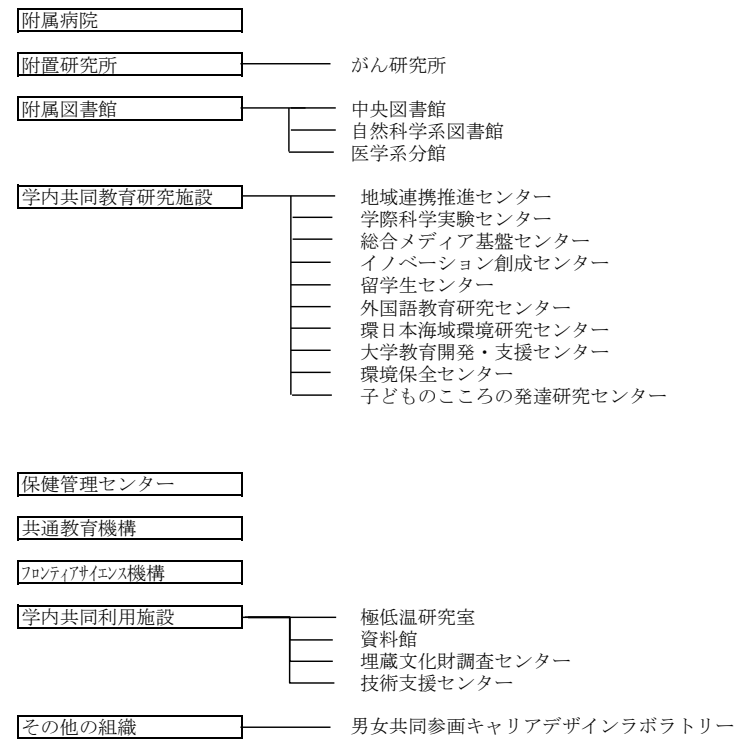 附属病院
附置研究所 がん研究所
附属図書館 中央図書館
自然科学系図書館
医学系分館
学内共同教育研究施設 地域連携推進センター
学際科学実験センター
総合メディア基盤センター
イノベーション創成センター
留学生センター
外国語教育研究センター
環日本海域環境研究センター
大学教育開発・支援センター
環境保全センター
子どものこころの発達研究センター
保健管理センター
共通教育機構
ﾌﾛﾝﾃｨｱｻｲｴﾝｽ機構
学内共同利用施設 極低温研究室
資料館
埋蔵文化財調査センター
技術支援センター
その他の組織 男女共同参画キャリアデザインラボラトリー